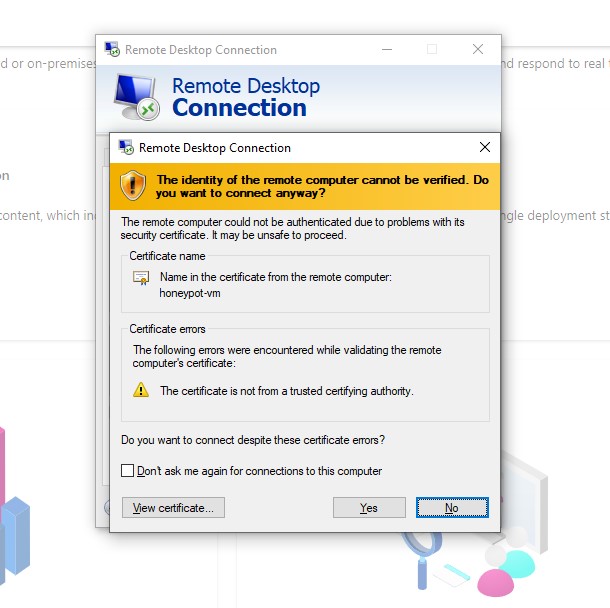 Remote Desktop Connection
d or on-premises
nd respond to real t
Remote Desktop
Connection
Remote Desktop Connection
The identity of the remote computer cannot be verified. Do
you want to connect anyway?
on
content, which in
ngle deployment st
The remote computer could not be authenticated due to problems with its
security certificate. It may be unsafe to proceed.
Certificate name
Name in the certificate from the remote computer:
honeypot-vm
Certificate errors
The following errors were encountered while validating the remote
computer's certificate:
The certificate is not from a trusted certifying authority.
Do you want to connect despite these certificate errors?
Don't ask me again for connections to this computer
View certificate...
Yes
No